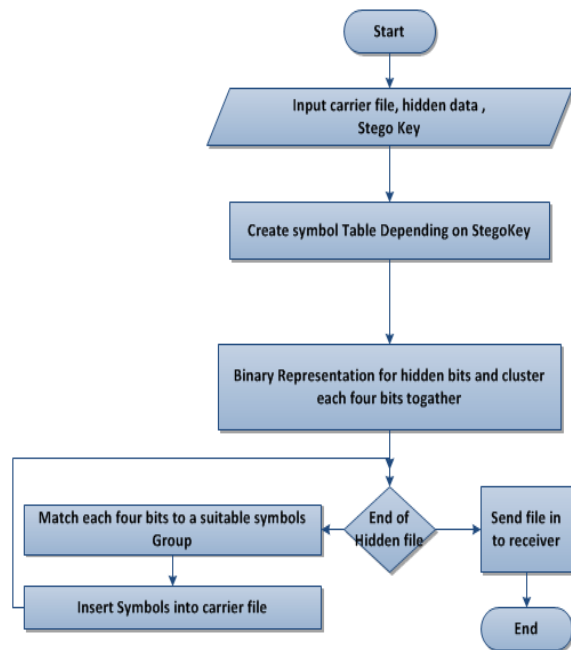 Start
Input carrier file, hidden data ,
Stego Key
Create symbol Table Depending on StegoKey
Binary Representation for hidden bits and cluster
each four bits togather
End of
Hidden file
Match each four bits to a suitable symbols
Group
Insert Symbols into carrier file
Send file in
to receiver
End